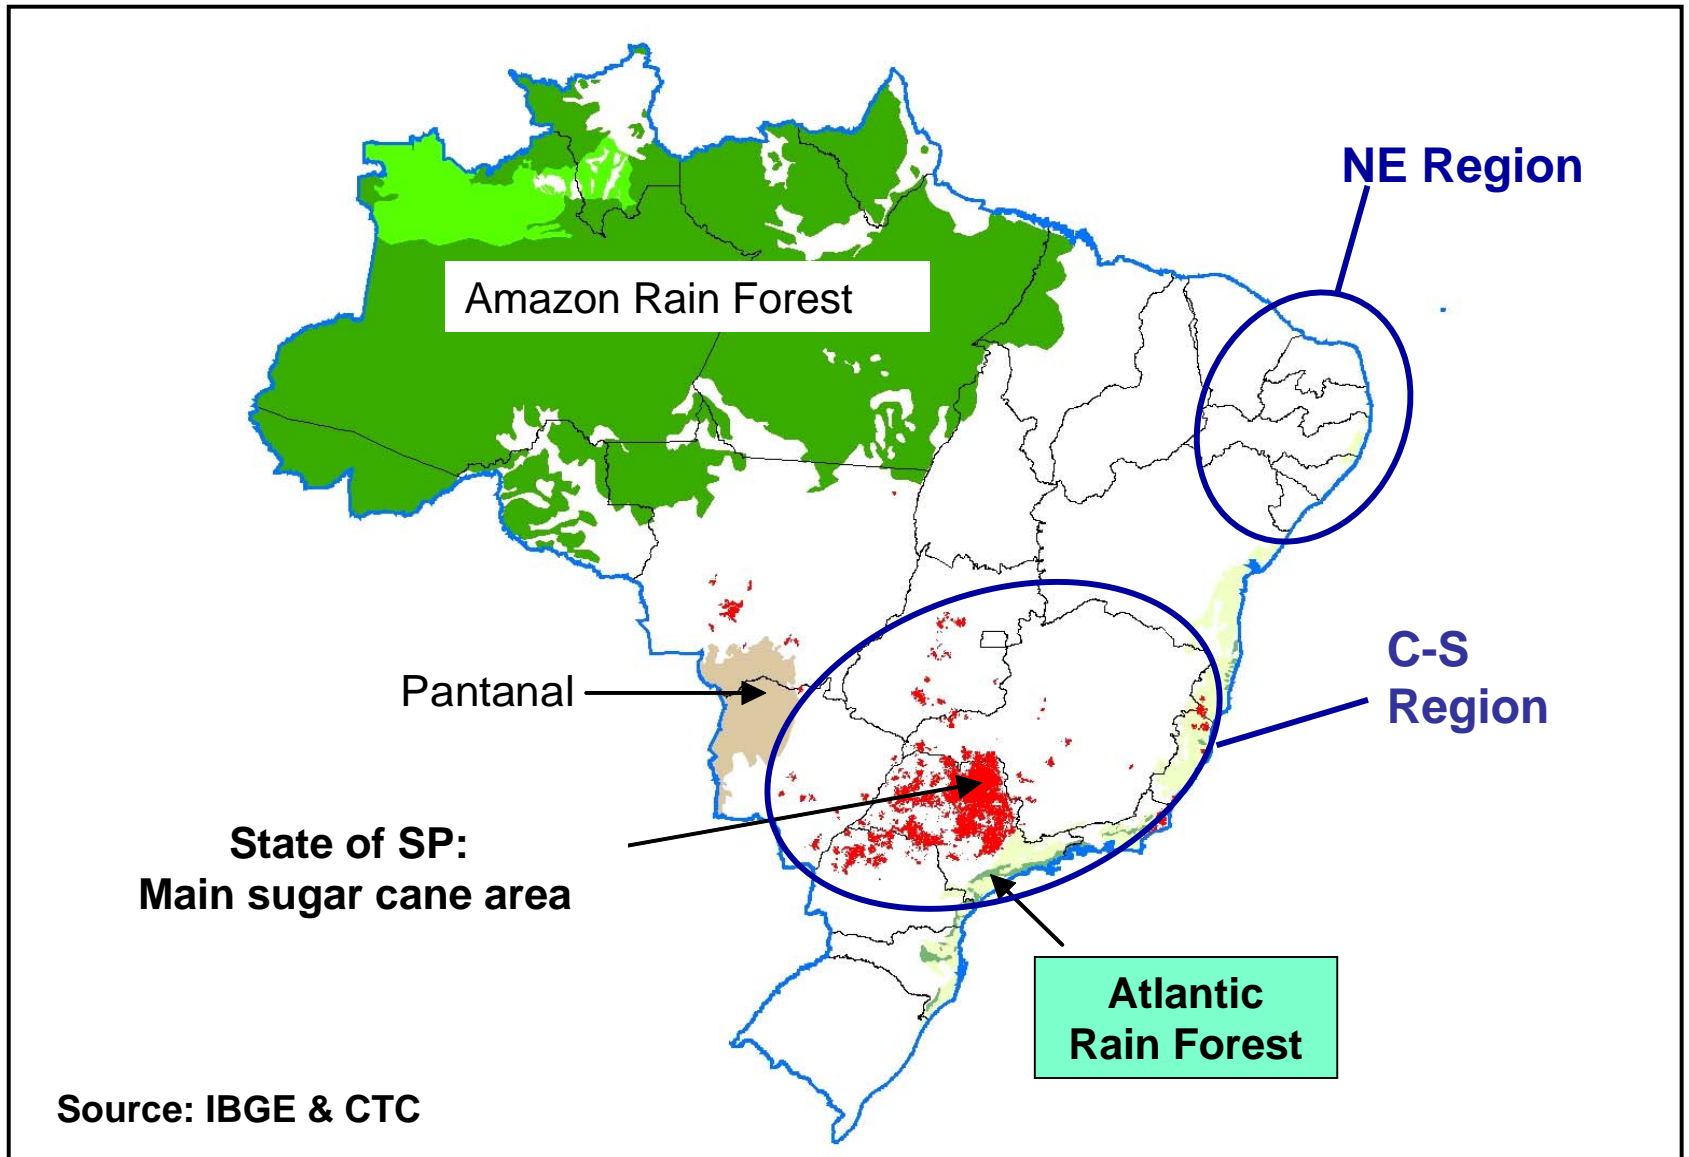 NE Region
Amazon Rain Forest
C-S
Region
Pantanal
State of SP:
Main sugar cane area
Atlantic
Rain Forest
Source: IBGE & CTC